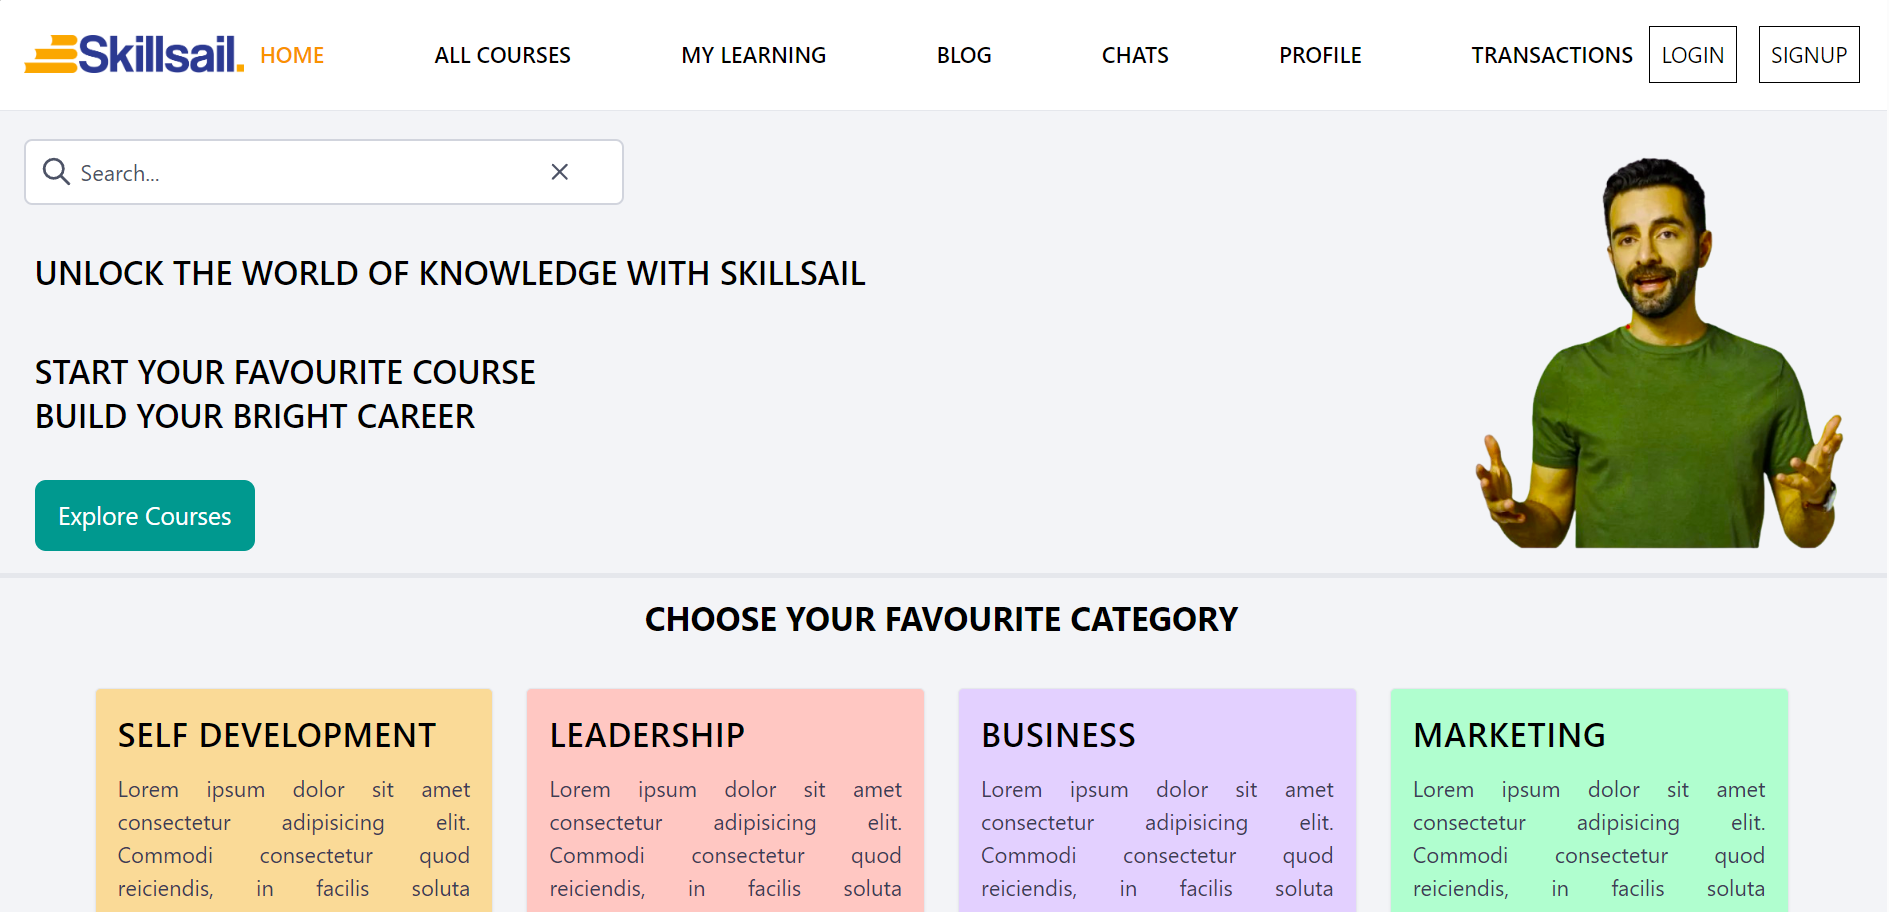 Skillsail. HOME ALL COURSES MY LEARNING BLOG CHATS PROFILE TRANSACTIONS LOGIN SIGNUP
Search...
UNLOCK THE WORLD OF KNOWLEDGE WITH SKILLSAIL
START YOUR FAVOURITE COURSE
BUILD YOUR BRIGHT CAREER
Explore Courses
CHOOSE YOUR FAVOURITE CATEGORY
SELF DEVELOPMENT
Lorem ipsum dolor sit amet
consectetur adipisicing elit.
Commodi consectetur quod
reiciendis, in facilis soluta
LEADERSHIP
Lorem ipsum dolor sit amet
consectetur adipisicing elit.
Commodi consectetur quod
reiciendis, in facilis soluta
BUSINESS
Lorem ipsum dolor sit amet
consectetur adipisicing elit.
Commodi consectetur quod
reiciendis, in facilis soluta
MARKETING
Lorem ipsum dolor sit amet
consectetur adipisicing elit.
Commodi consectetur quod
reiciendis, in facilis soluta